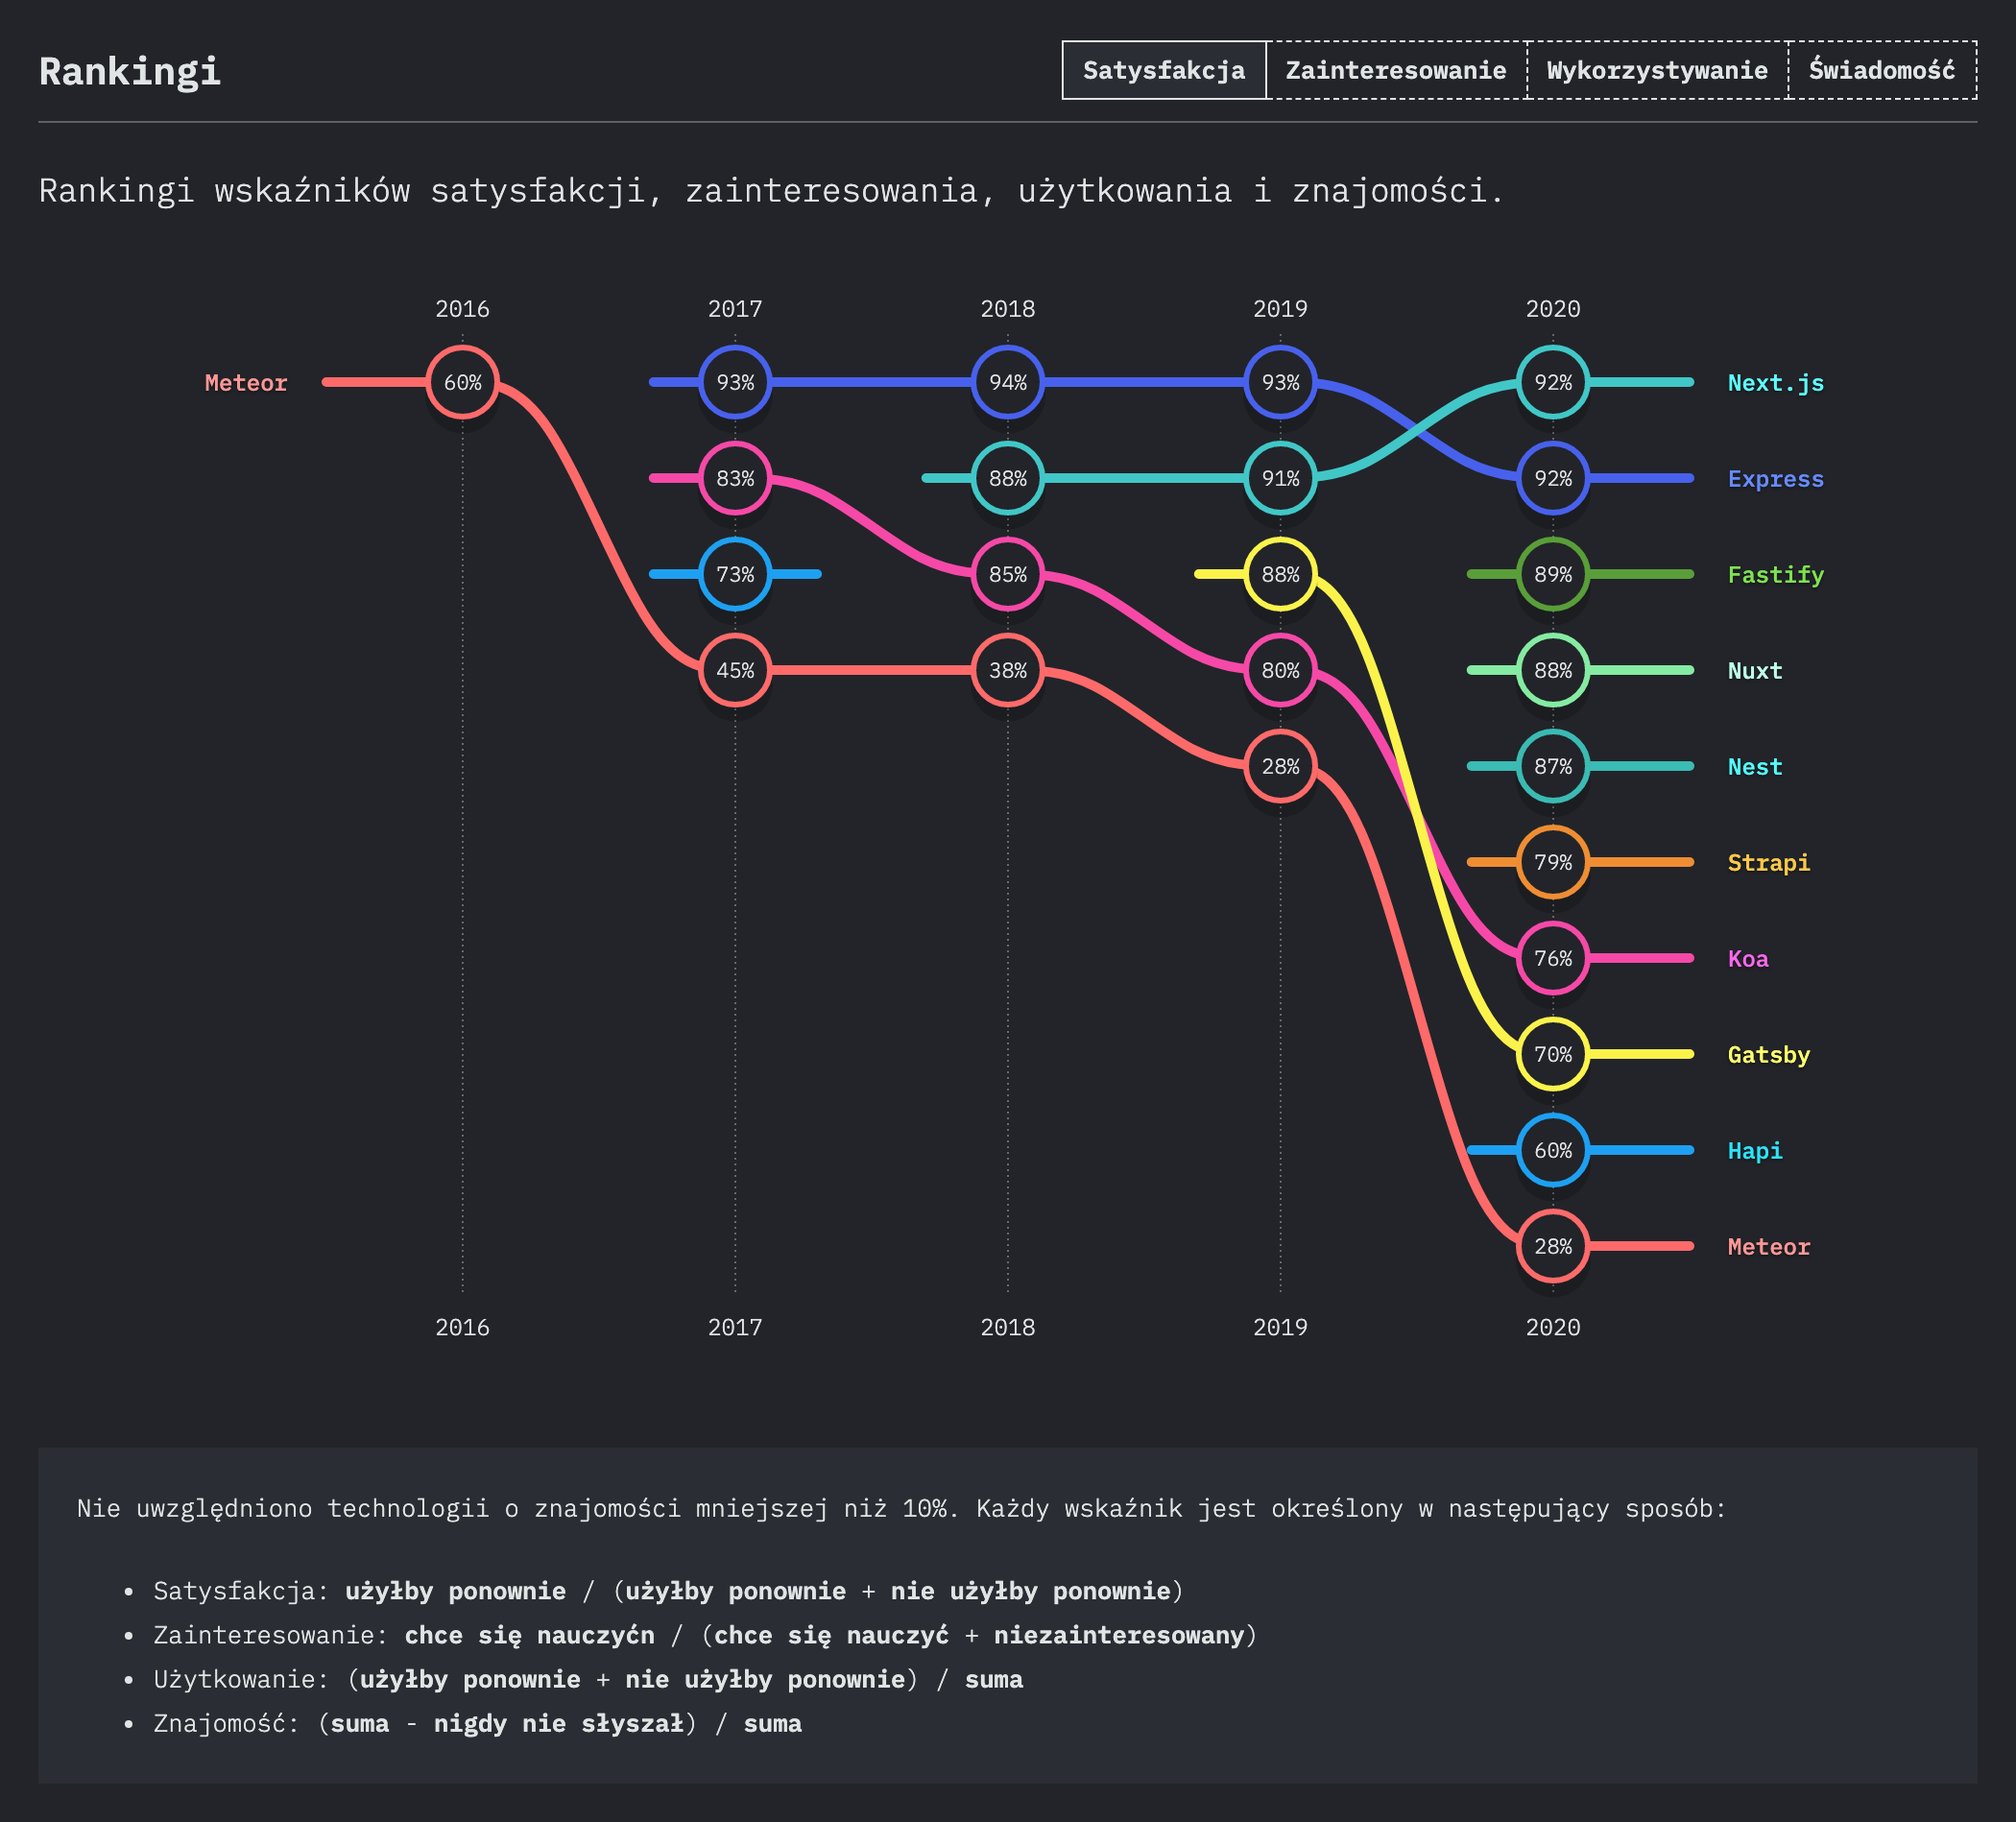 Rankingi
Satysfakcja Zainteresowanie Wykorzystywanie Świadomość
Rankingi wskaźników satysfakcji, zainteresowania, użytkowania i znajomości.
2016 2017 2018 2019 2020
Meteor 60% 93% 94% 93% 92% Next.js
83% 88% 91% 92% Express
73% 85% 88% 89% Fastify
45% 38% 80% 88% Nuxt
28% 87% Nest
79% Strapi
76% Koa
70% Gatsby
60% Hapi
28% Meteor
2016 2017 2018 2019 2020
Nie uwzględniono technologii o znajomości mniejszej niż 10%. Każdy wskaźnik jest określony w następujący sposób:
• Satysfakcja: użyłby ponownie / (użyłby ponownie + nie użyłby ponownie)
• Zainteresowanie: chce się nauczyćn / (chce się nauczyć + niezainteresowany)
• Użytkowanie: (użyłby ponownie + nie użyłby ponownie) / suma
• Znajomość: (suma - nigdy nie słyszał) / suma